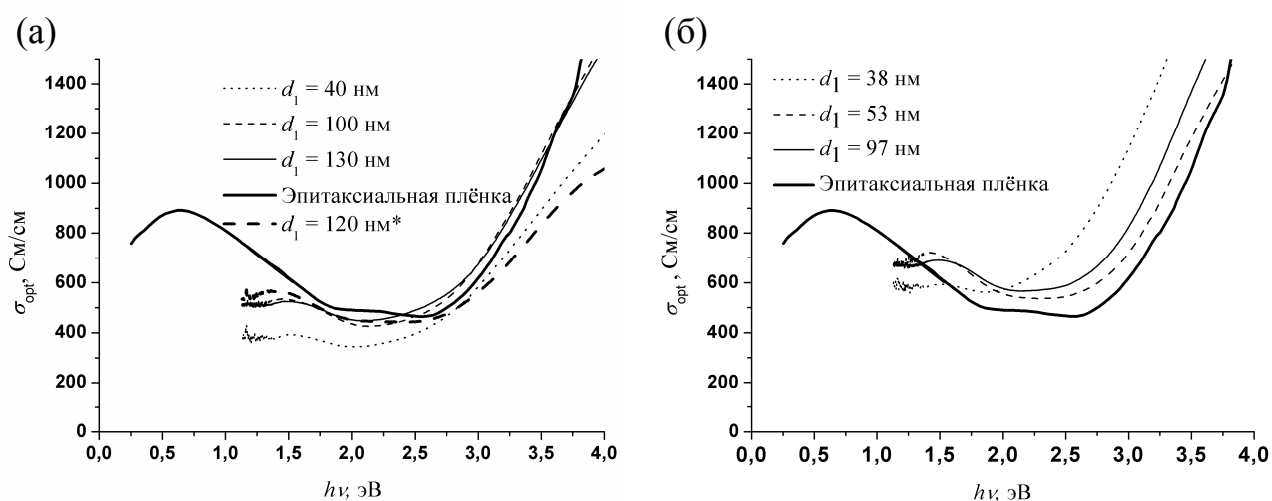 (а)
d₁ = 40 нм
d₁ = 100 нм
d₁ = 130 нм
Эпитаксиальная плёнка
d₁ = 120 нм*
1400
1200
1000
800
600
400
200
0
σopt, См/см
0,0 0,5 1,0 1,5 2,0 2,5 3,0 3,5 4,0
hν, эВ
(б)
d1 = 38 нм
d1 = 53 нм
d1 = 97 нм
Эпитаксиальная плёнка
1400
1200
1000
800
600
400
200
0
σopt, См/см
0,0 0,5 1,0 1,5 2,0 2,5 3,0 3,5 4,0
hν, эВ